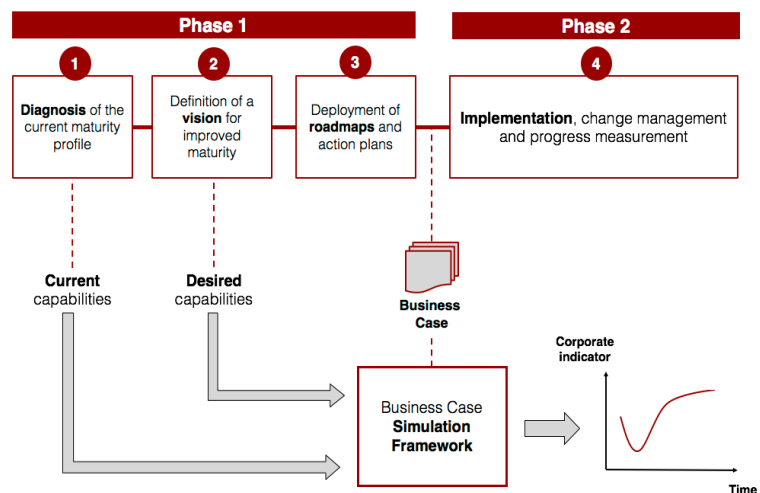 Phase 1
Phase 2
1
2
3
4
Diagnosis of the
current maturity
profile
Definition of a
vision for
improved
maturity
Deployment of
roadmaps and
action plans
Implementation, change management
and progress measurement
Current
capabilities
Desired
capabilities
Business
Case
Business Case
Simulation
Framework
Corporate
indicator
Time